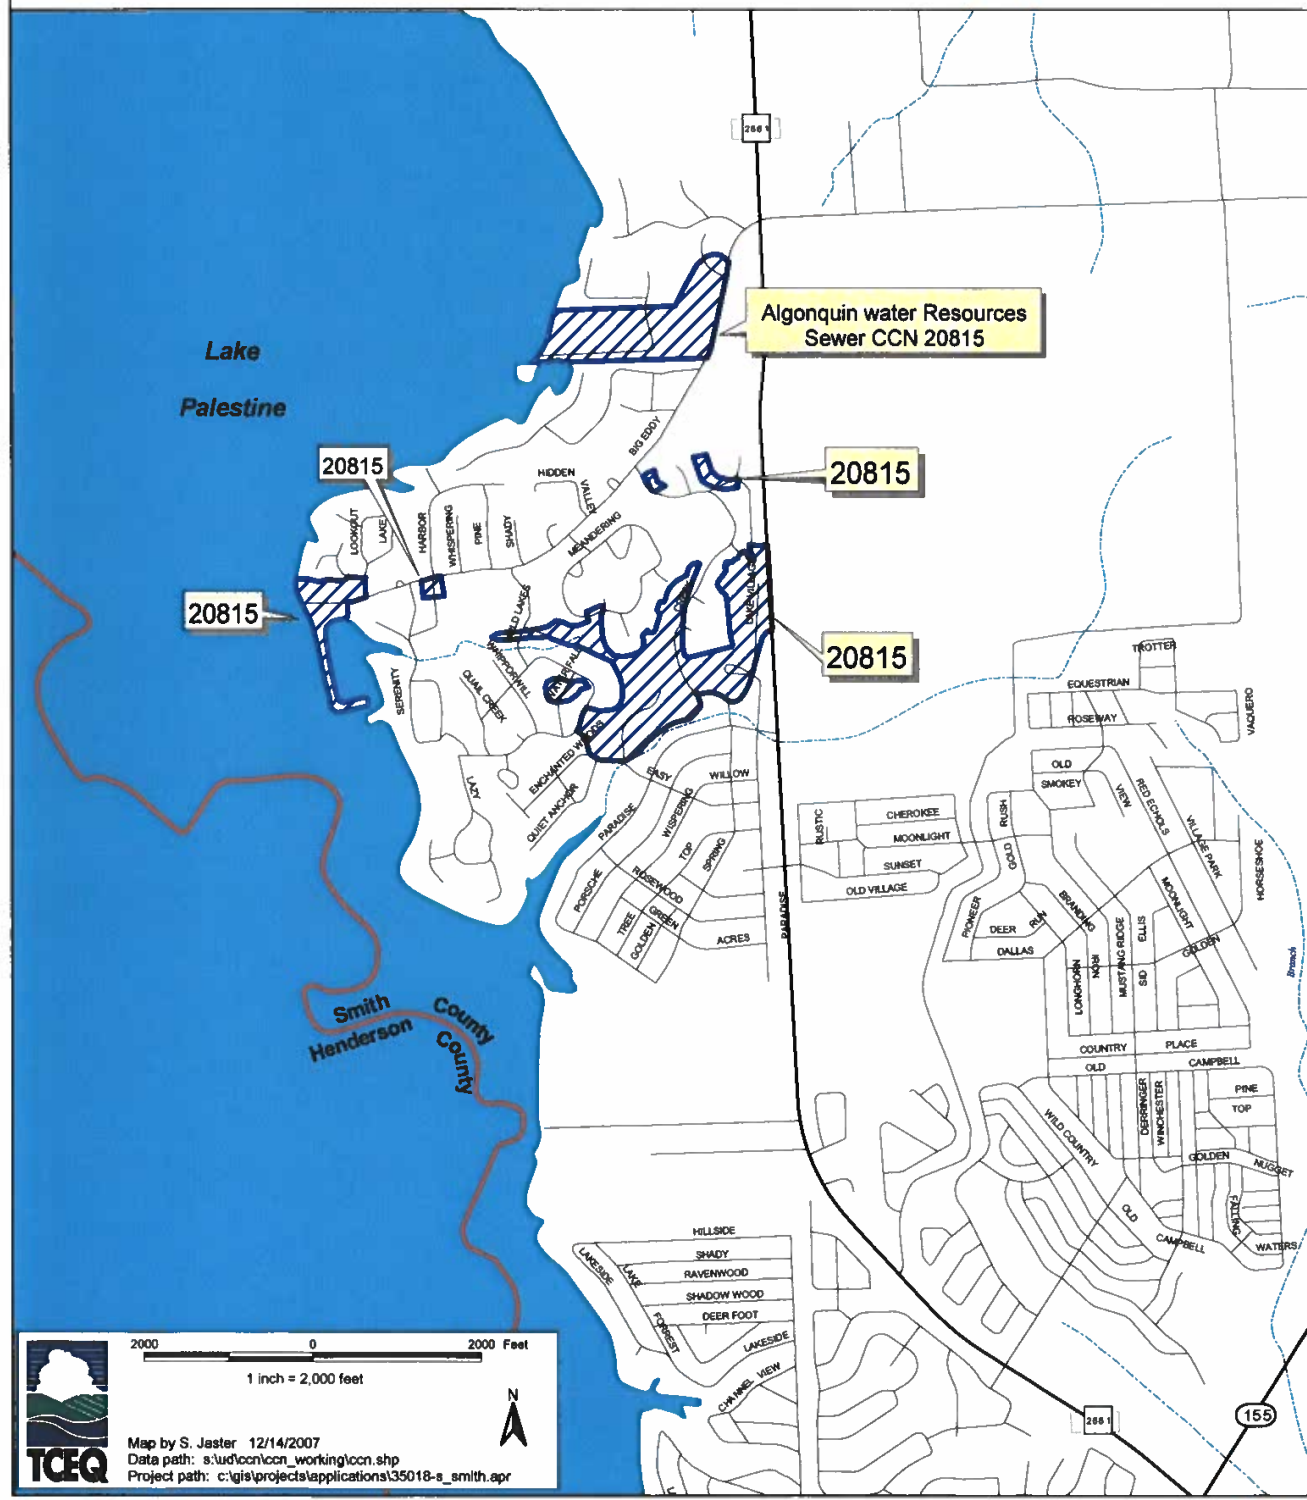 2661
Algonquin water Resources
Sewer CCN 20815
Lake
Palestine
20815
20815
20815
20815
BIG EDDY
HIDDEN
VALLEY
MEANDERING
LOOKOUT
LAKE
HARBOR
WHISPERING
PINE
SHADY
WILD LAKES
WHIPPORWILL
COVE
LAKE VILLAGE
SERENITY
QUAIL CREEK
ENCHANTED WOODS
LAZY
QUIET ANCHOR
EASY
WILLOW
PARADISE
WISPERING
TOP
SPRING
PORSCHE
ROSEWOOD
TREE
GREEN
GOLDEN
ACRES
PARADISE
TROTTER
EQUESTRIAN
ROSEWAY
VAQUERO
OLD
SMOKEY
VIEW
RED ECHOLS
VILLAGE PARK
RUSTIC
CHEROKEE
MOONLIGHT
SUNSET
OLD VILLAGE
RUSH
GOLD
HORSESHOE
PIONEER
DEER
RUN
DALLAS
BRANDING
IRON
LONGHORN
MUSTANG RIDGE
ELLIS
SID
MOONLIGHT
GOLDEN
Branch
COUNTRY
PLACE
OLD
CAMPBELL
DERRINGER
WINCHESTER
PINE
TOP
WILD COUNTRY
GOLDEN
NUGGET
OLD
CAMPBELL
FALLING
WATERS
Smith
County
Henderson
County
HILLSIDE
SHADY
RAVENWOOD
SHADOW WOOD
DEER FOOT
LAKESIDE
LAKE
FORREST
LAKESIDE
CHANNEL VIEW
2661
155
2000 0 2000 Feet
1 inch = 2,000 feet
N
TCEQ
Map by S. Jaster 12/14/2007
Data path: s:\ud\ccn\ccn_working\ccn.shp
Project path: c:\gis\projects\applications\35018-s_smith.apr